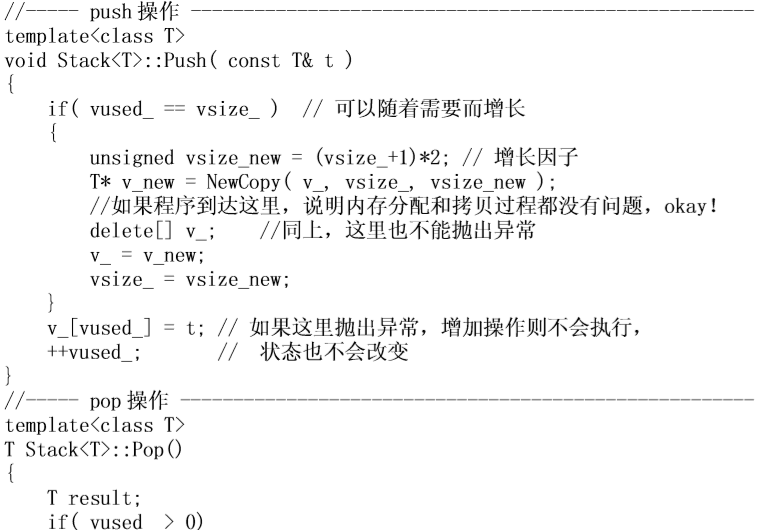 //----- push 操作 -----------------------------------------------------
template<class T>
void Stack<T>::Push( const T& t )
{
    if( vused_ == vsize_ )  // 可以随着需要而增长
    {
        unsigned vsize_new = (vsize_+1)*2; // 增长因子
        T* v_new = NewCopy( v_, vsize_, vsize_new );
        //如果程序到达这里，说明内存分配和拷贝过程都没有问题，okay！
        delete[] v_;    //同上，这里也不能抛出异常
        v_ = v_new;
        vsize_ = vsize_new;
    }
    v_[vused_] = t; // 如果这里抛出异常，增加操作则不会执行，
    ++vused_;       //  状态也不会改变
}
//----- pop 操作 ------------------------------------------------------
template<class T>
T Stack<T>::Pop()
{
    T result;
    if( vused  > 0)